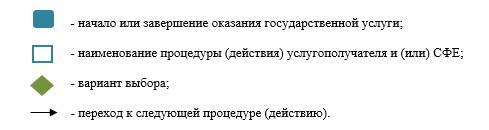 - начало или завершение оказания государственной услуги;
- наименование процедуры (действия) услугополучателя и (или) СФЕ;
- вариант выбора;
- переход к следующей процедуре (действию).